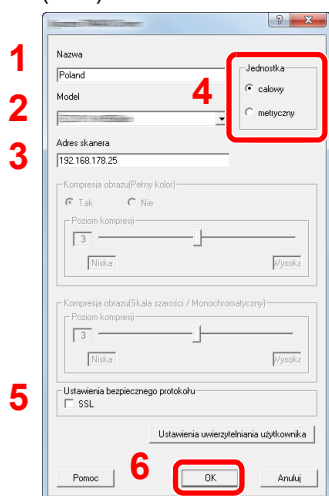 1
Nazwa
Poland
2
Model
3
Adres skanera
192.168.178.25
4
Jednostka
calowy
metryczny
Kompresja obrazu(Pełny kolor)
Tak Nie
Poziom kompresji
3
Niska Wysoka
Kompresja obrazu(Skala szarości / Monochromatyczny)
Poziom kompresji
3
Niska Wysoka
5
Ustawienia bezpiecznego protokołu
SSL
Ustawienia uwierzytelniania użytkownika
6
Pomoc OK Anuluj